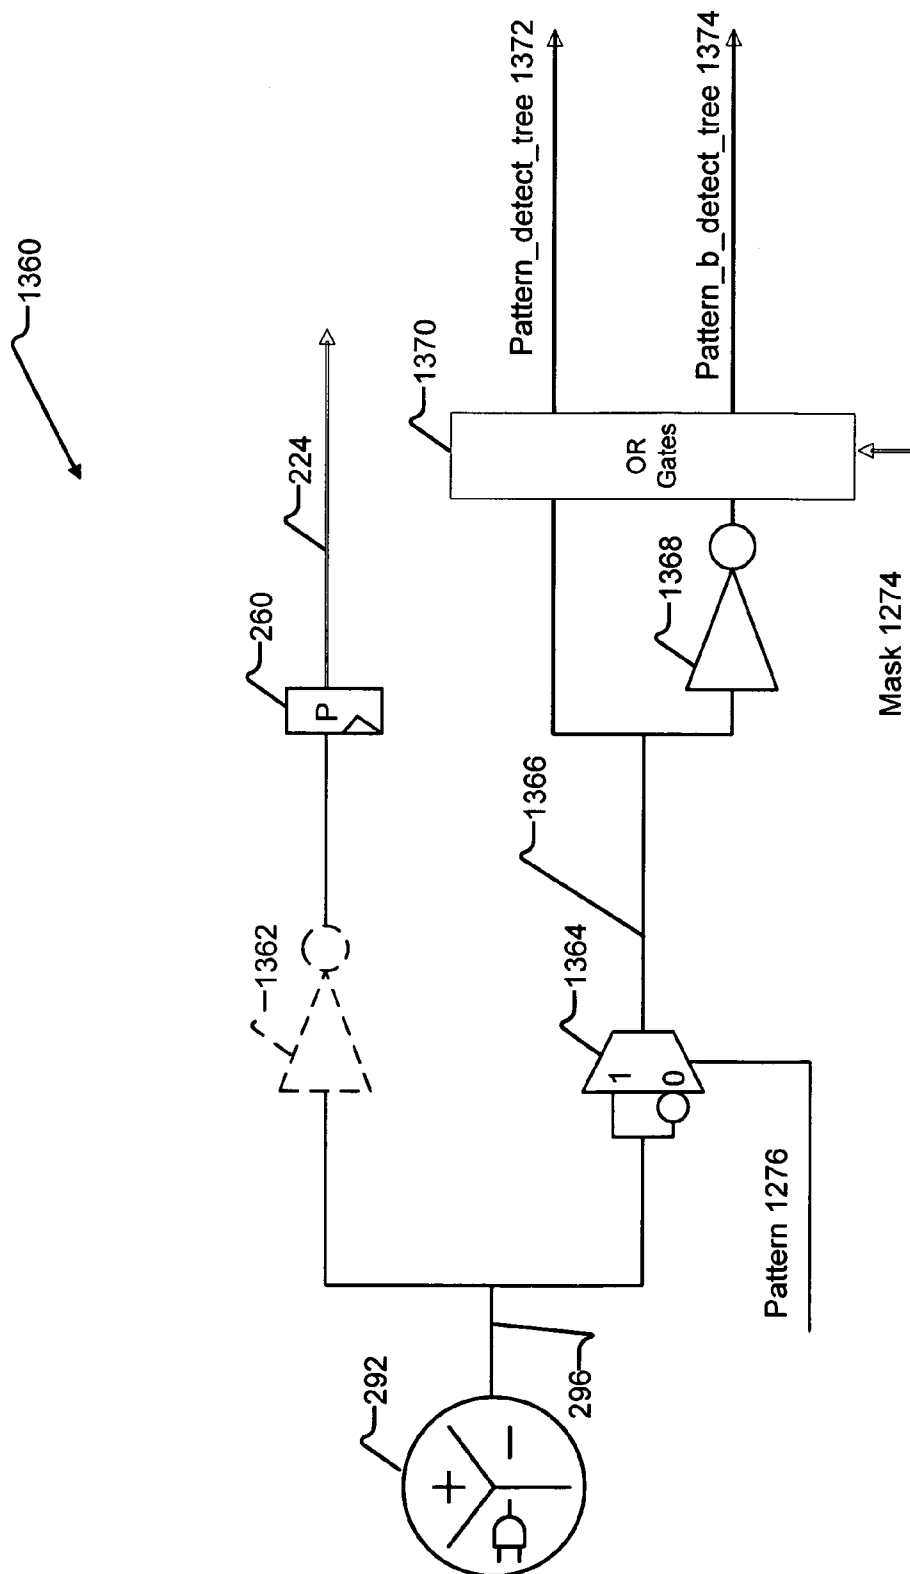 1360
224
260
1362
292
296
Pattern_detect_tree 1372
Pattern_b_detect_tree 1374
1370
OR
Gates
1368
1366
1364
1
0
P
+
−
Pattern 1276
Mask 1274